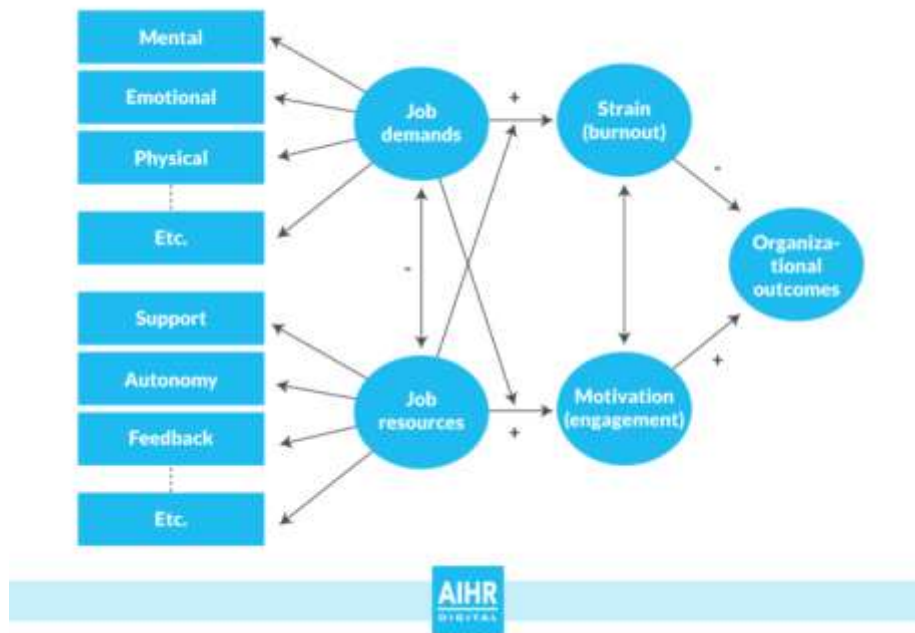 Mental
Emotional
Physical
Etc.
Support
Autonomy
Feedback
Etc.
Job
demands
Job
resources
+
-
+
Strain
(burnout)
Motivation
(engagement)
-
+
Organiza-
tional
outcomes
AIHR
DIGITAL